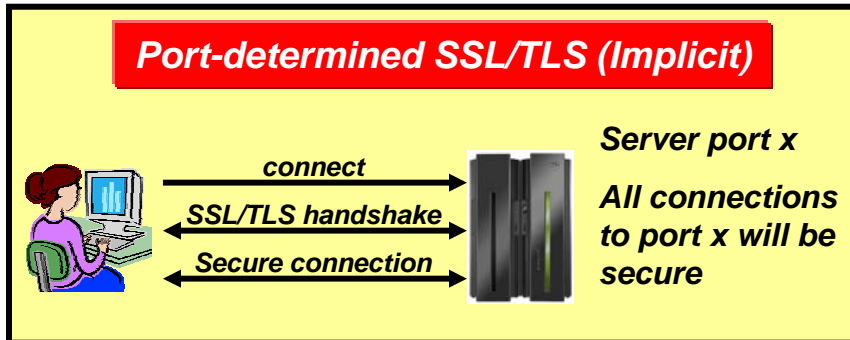 Port-determined SSL/TLS (Implicit)
connect
SSL/TLS handshake
Secure connection
Server port x
All connections
to port x will be
secure